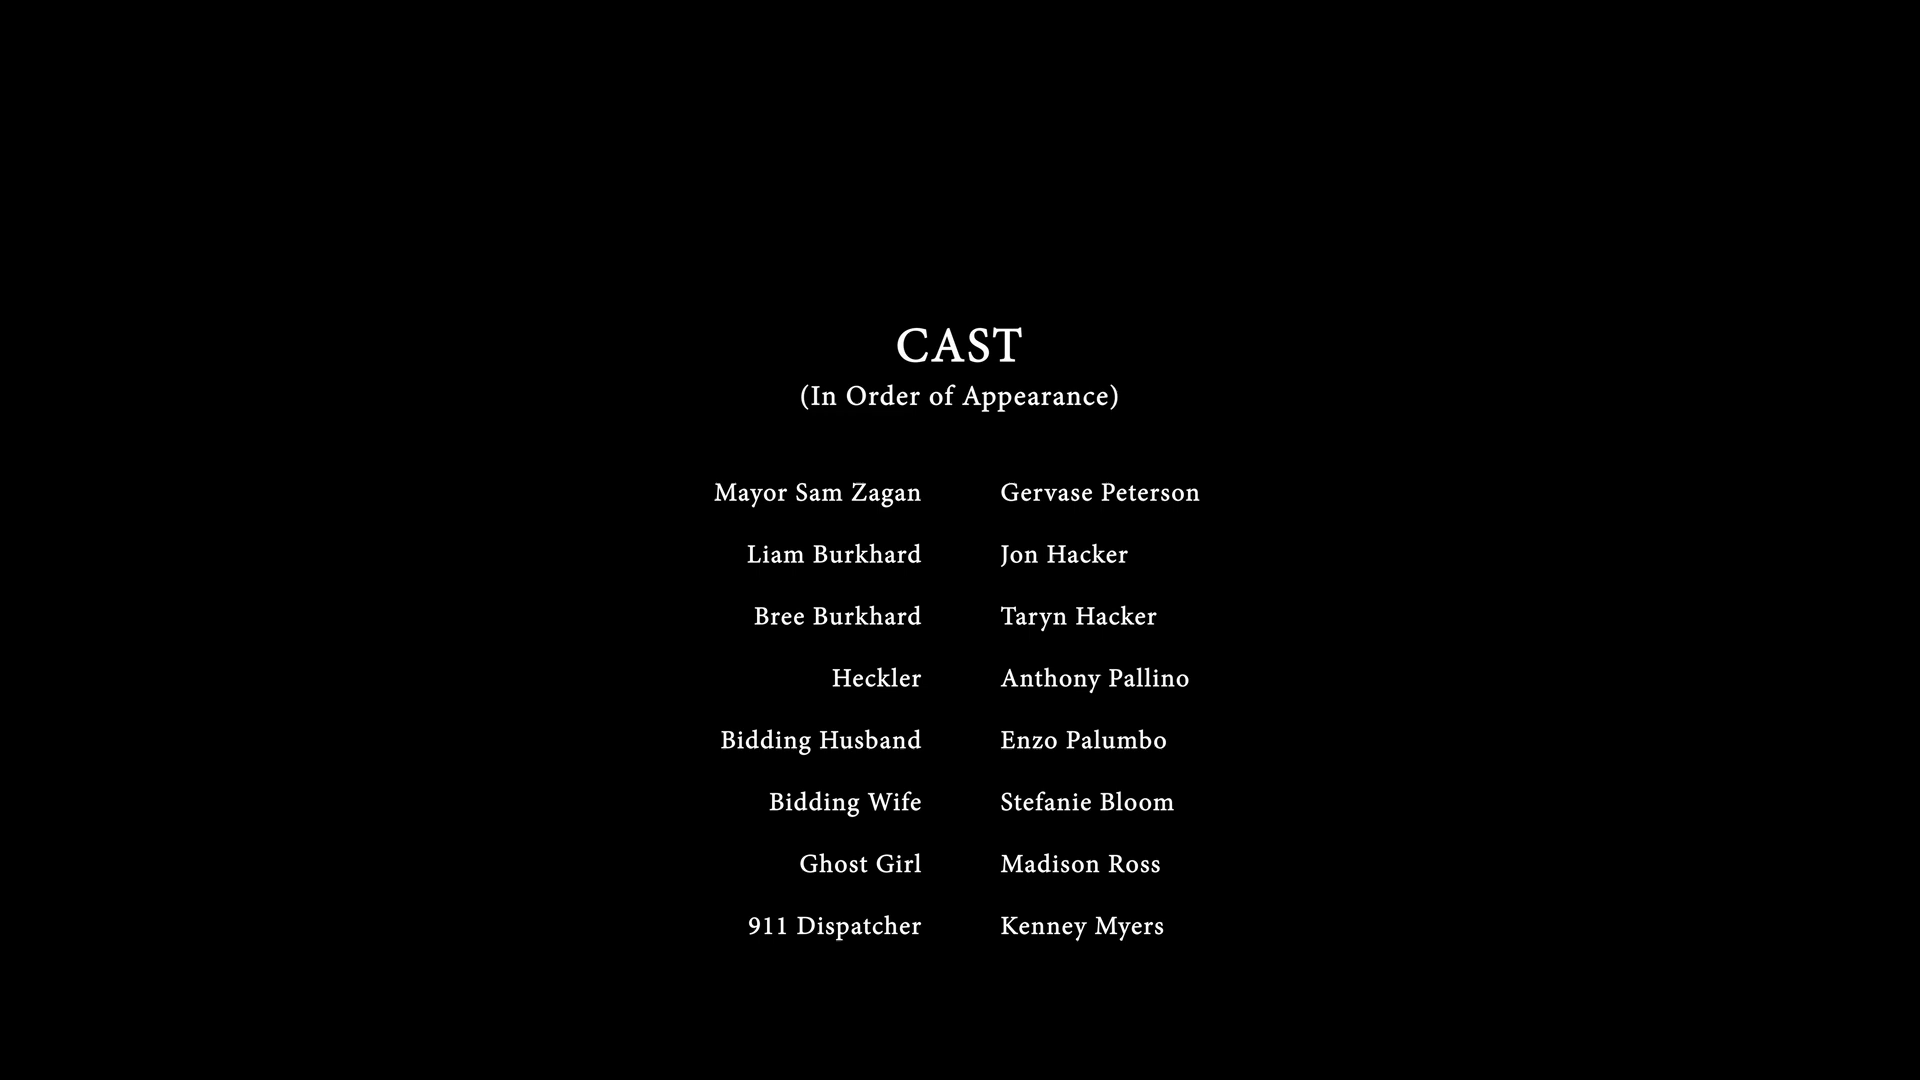 CAST
(In Order of Appearance)
Mayor Sam Zagan Gervase Peterson
Liam Burkhard Jon Hacker
Bree Burkhard Taryn Hacker
Heckler Anthony Pallino
Bidding Husband Enzo Palumbo
Bidding Wife Stefanie Bloom
Ghost Girl Madison Ross
911 Dispatcher Kenney Myers